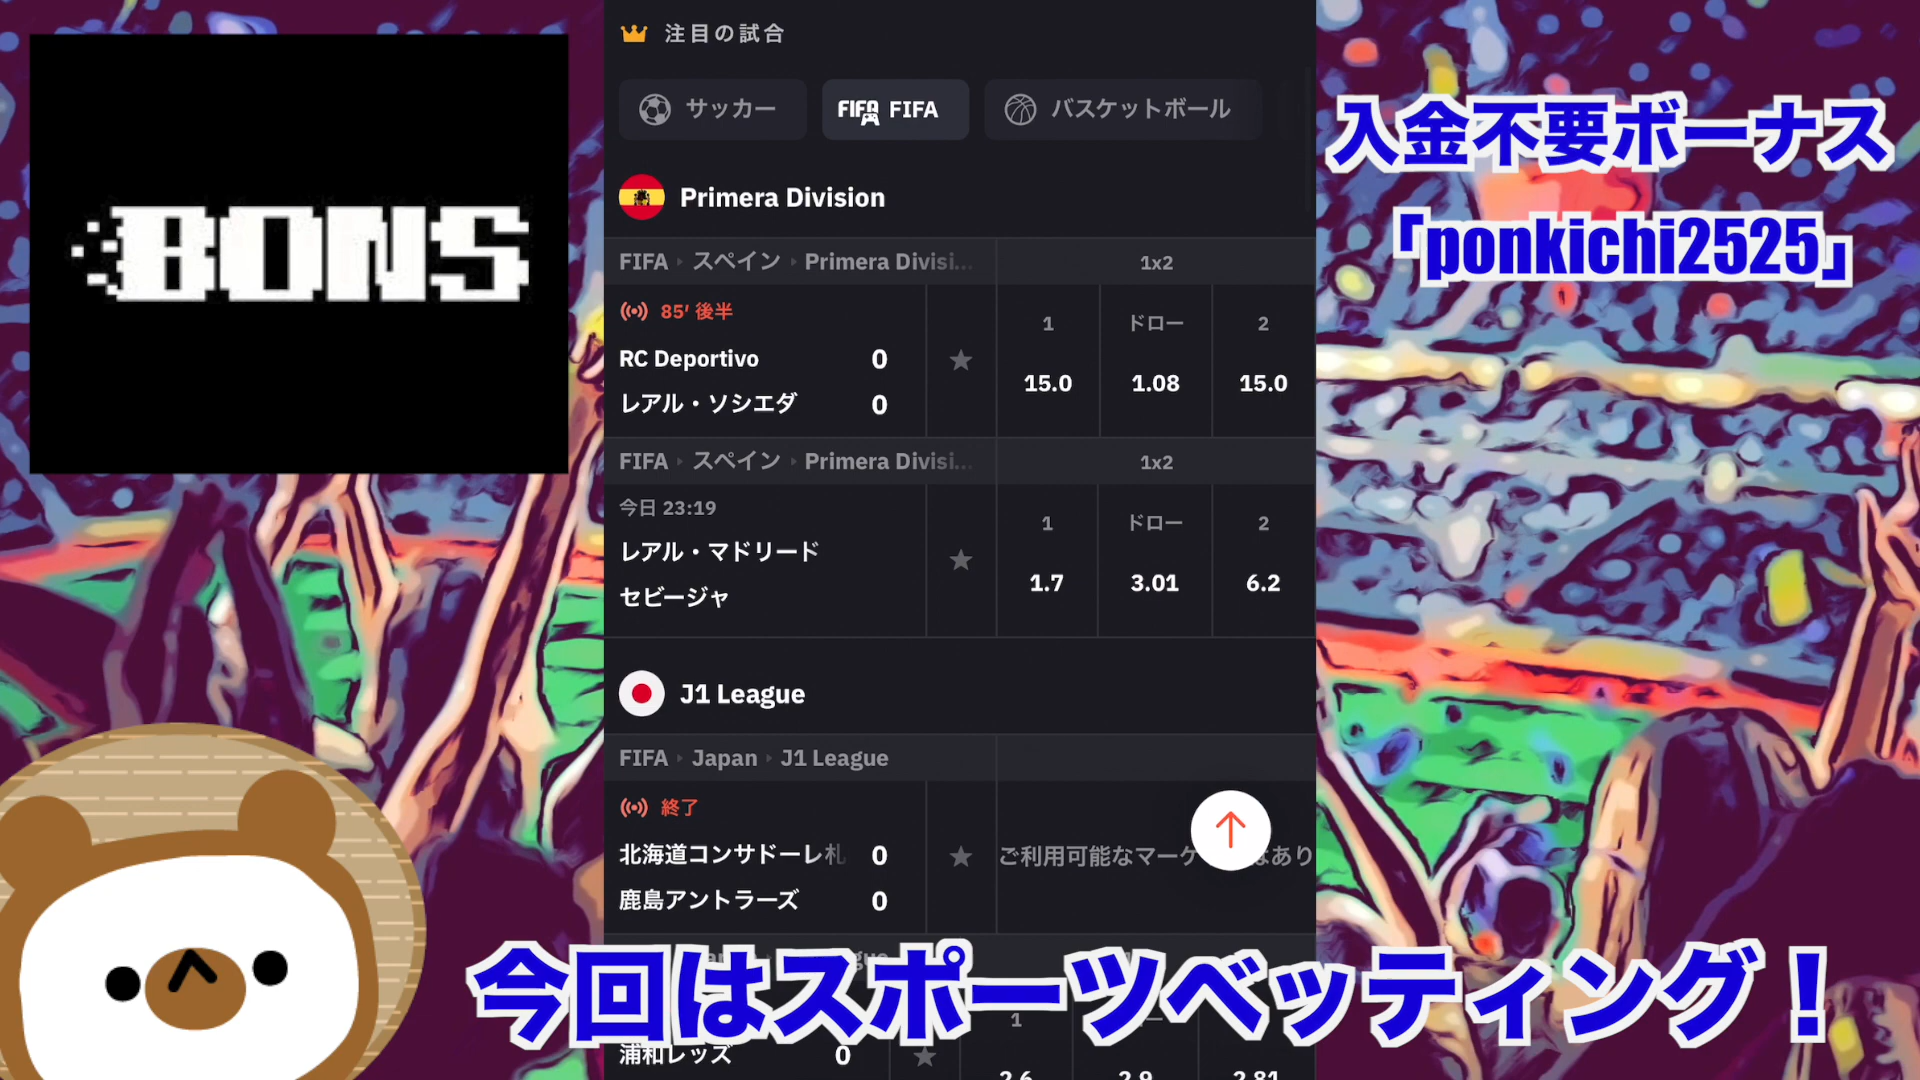 BONS
注目の試合
サッカー
FIFA FIFA
バスケットボール
Primera Division
FIFA スペイン Primera Divisi... 1x2
85' 後半
1 ドロー 2
RC Deportivo 0
15.0 1.08 15.0
レアル・ソシエダ 0
FIFA スペイン Primera Divisi... 1x2
今日 23:19
1 ドロー 2
レアル・マドリード
1.7 3.01 6.2
セビージャ
J1 League
FIFA Japan J1 League
終了
北海道コンサドーレ札 0
ご利用可能なマーケ はあり
鹿島アントラーズ 0
1
浦和レッズ 0
2.6 2.9 2.81
入金不要ボーナス
「ponkichi2525」
今回はスポーツベッティング！